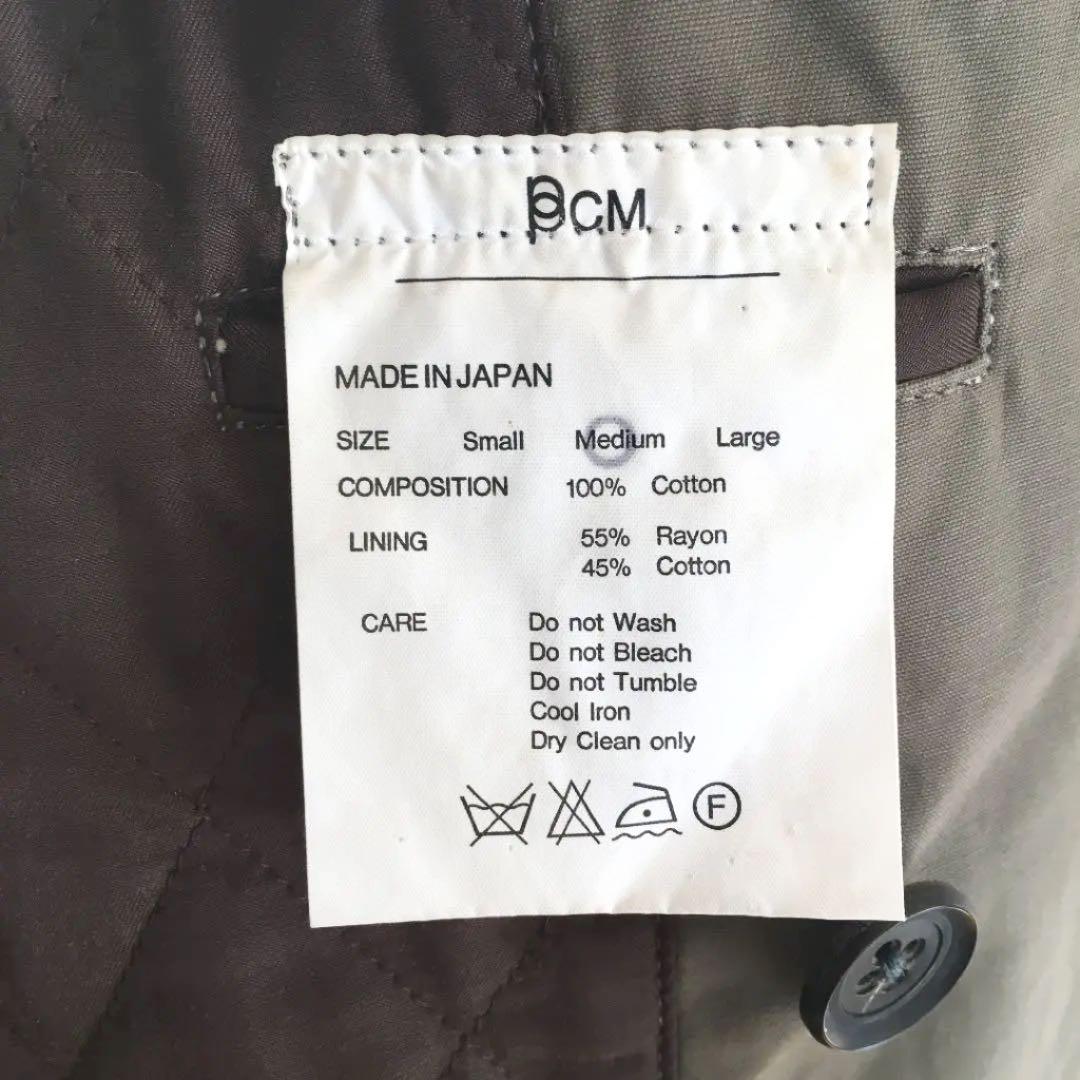 PCM
MADE IN JAPAN
SIZE Small Medium Large
COMPOSITION 100% Cotton
LINING 55% Rayon
45% Cotton
CARE Do not Wash
Do not Bleach
Do not Tumble
Cool Iron
Dry Clean only
F